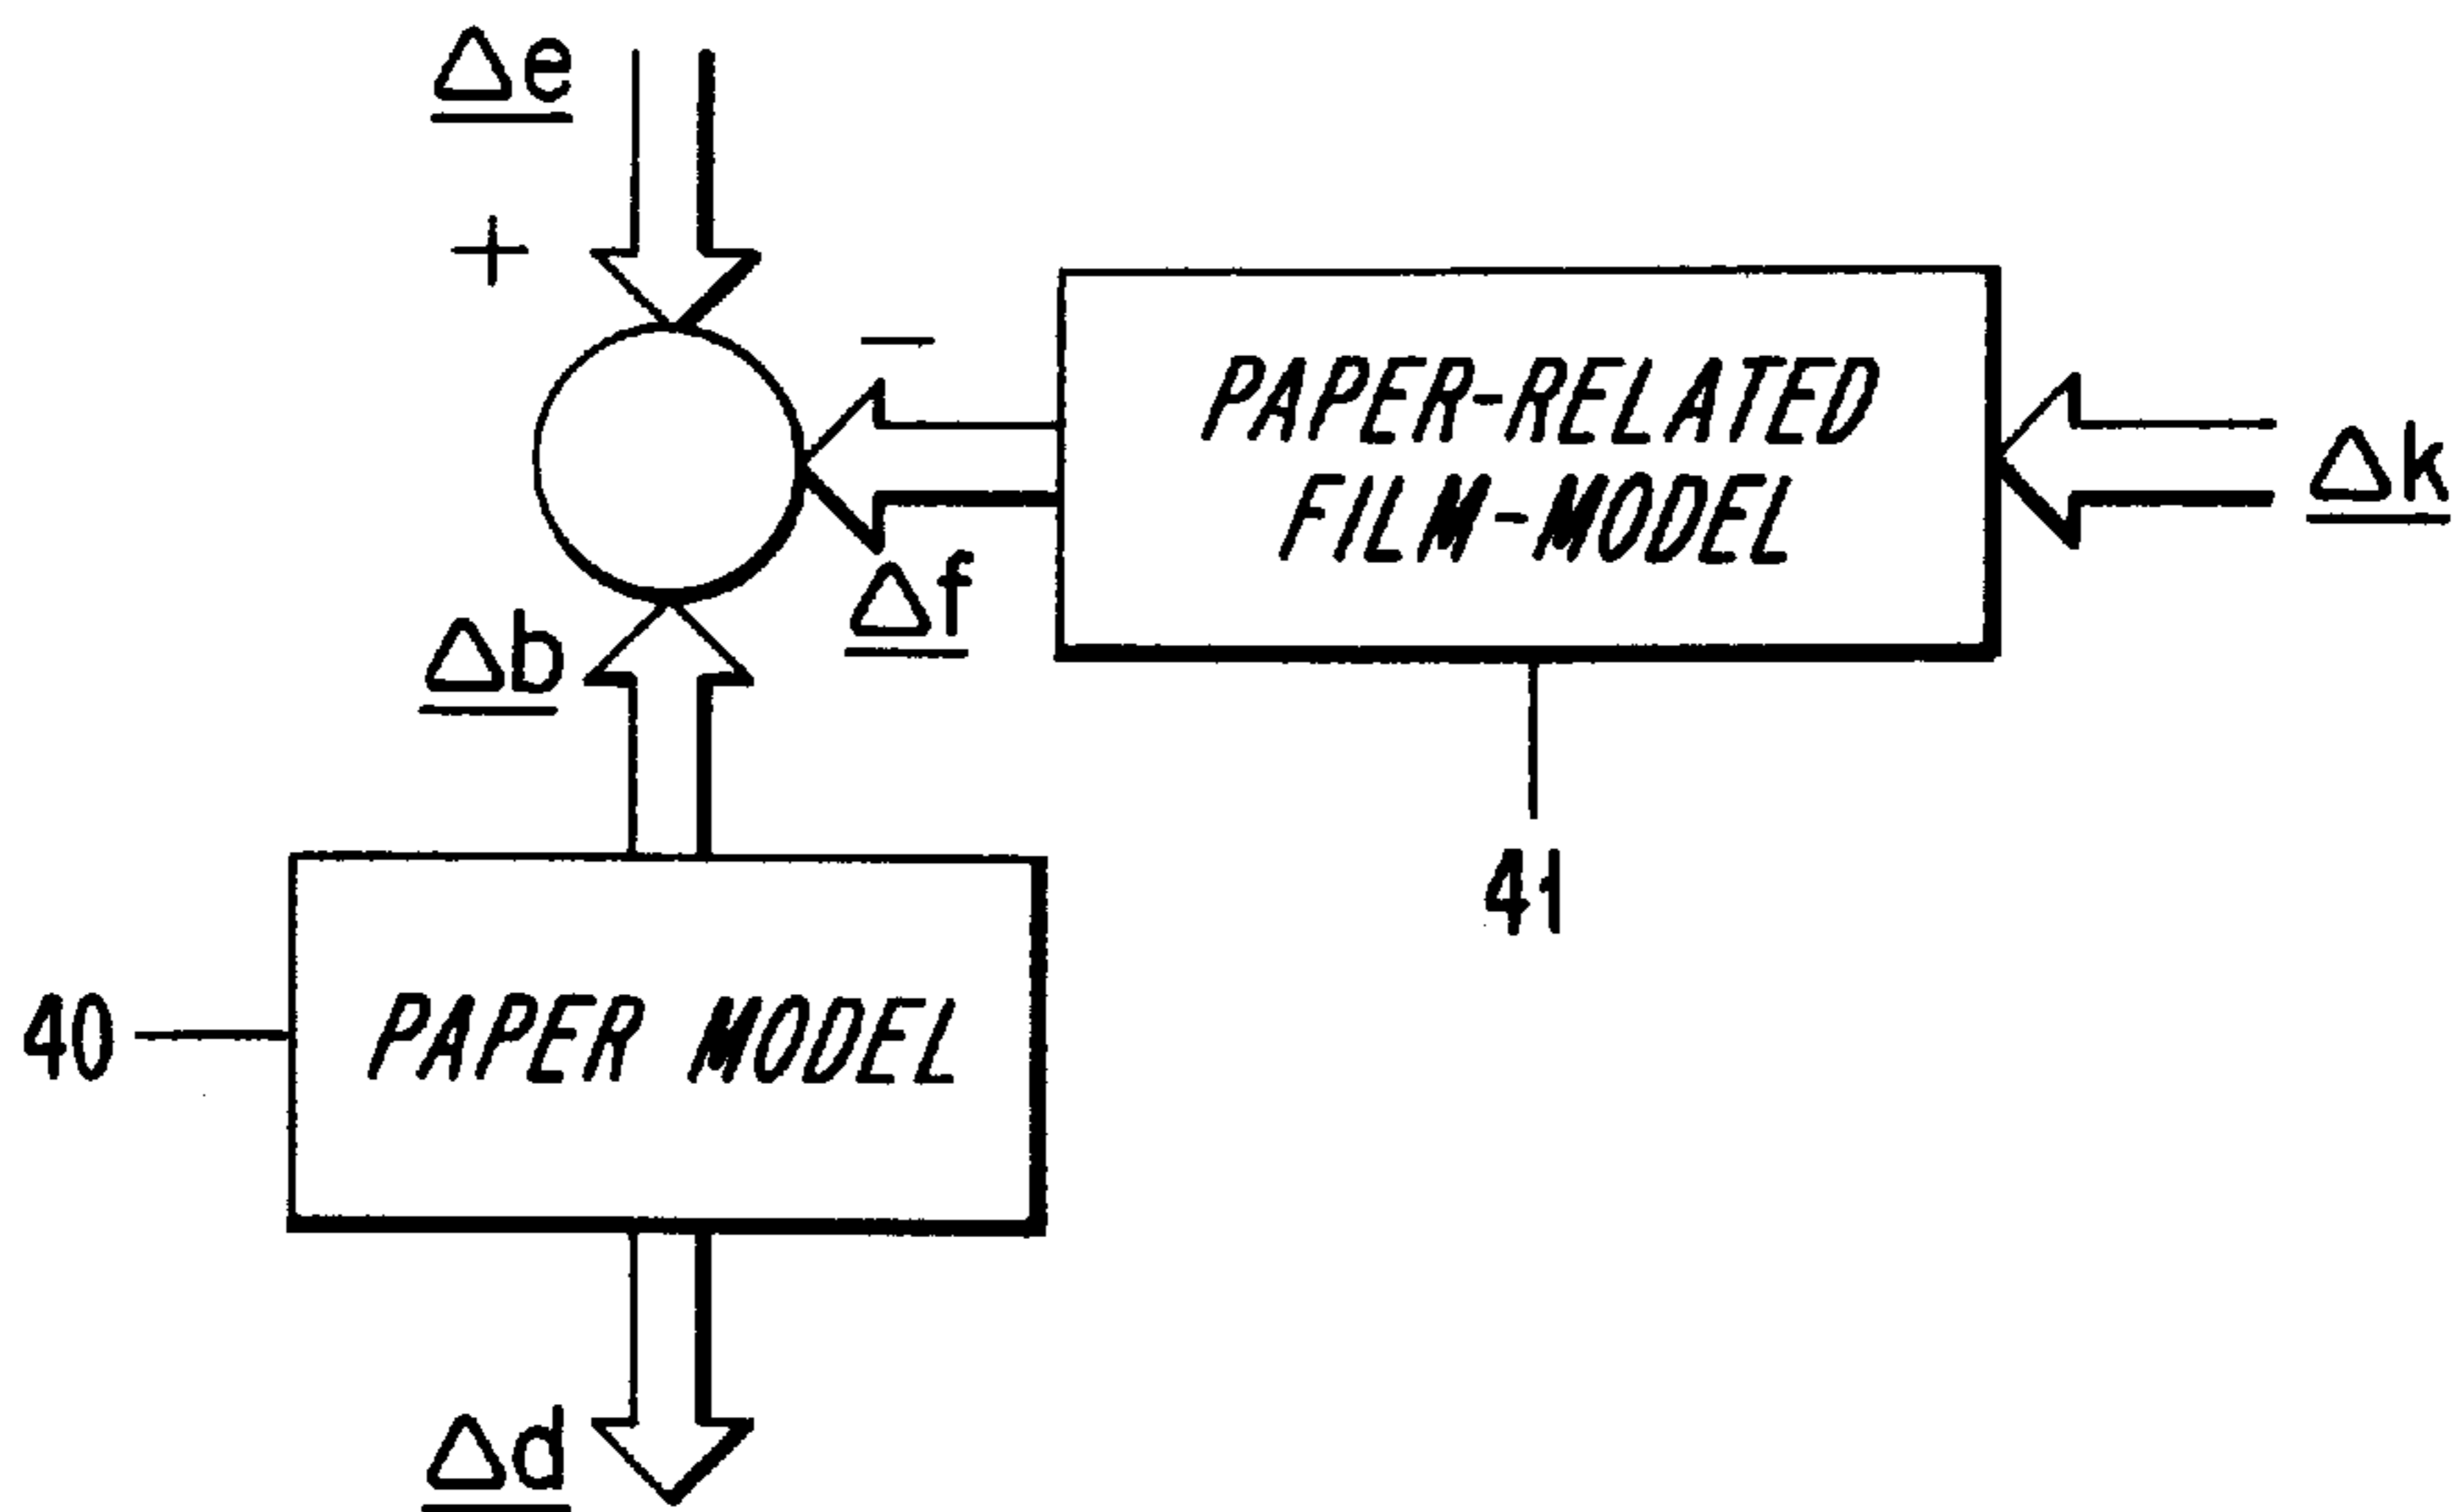 Δe
+
−
PAPER-RELATED
FILM-MODEL
Δk
Δf
Δb
41
40
PAPER MODEL
Δd